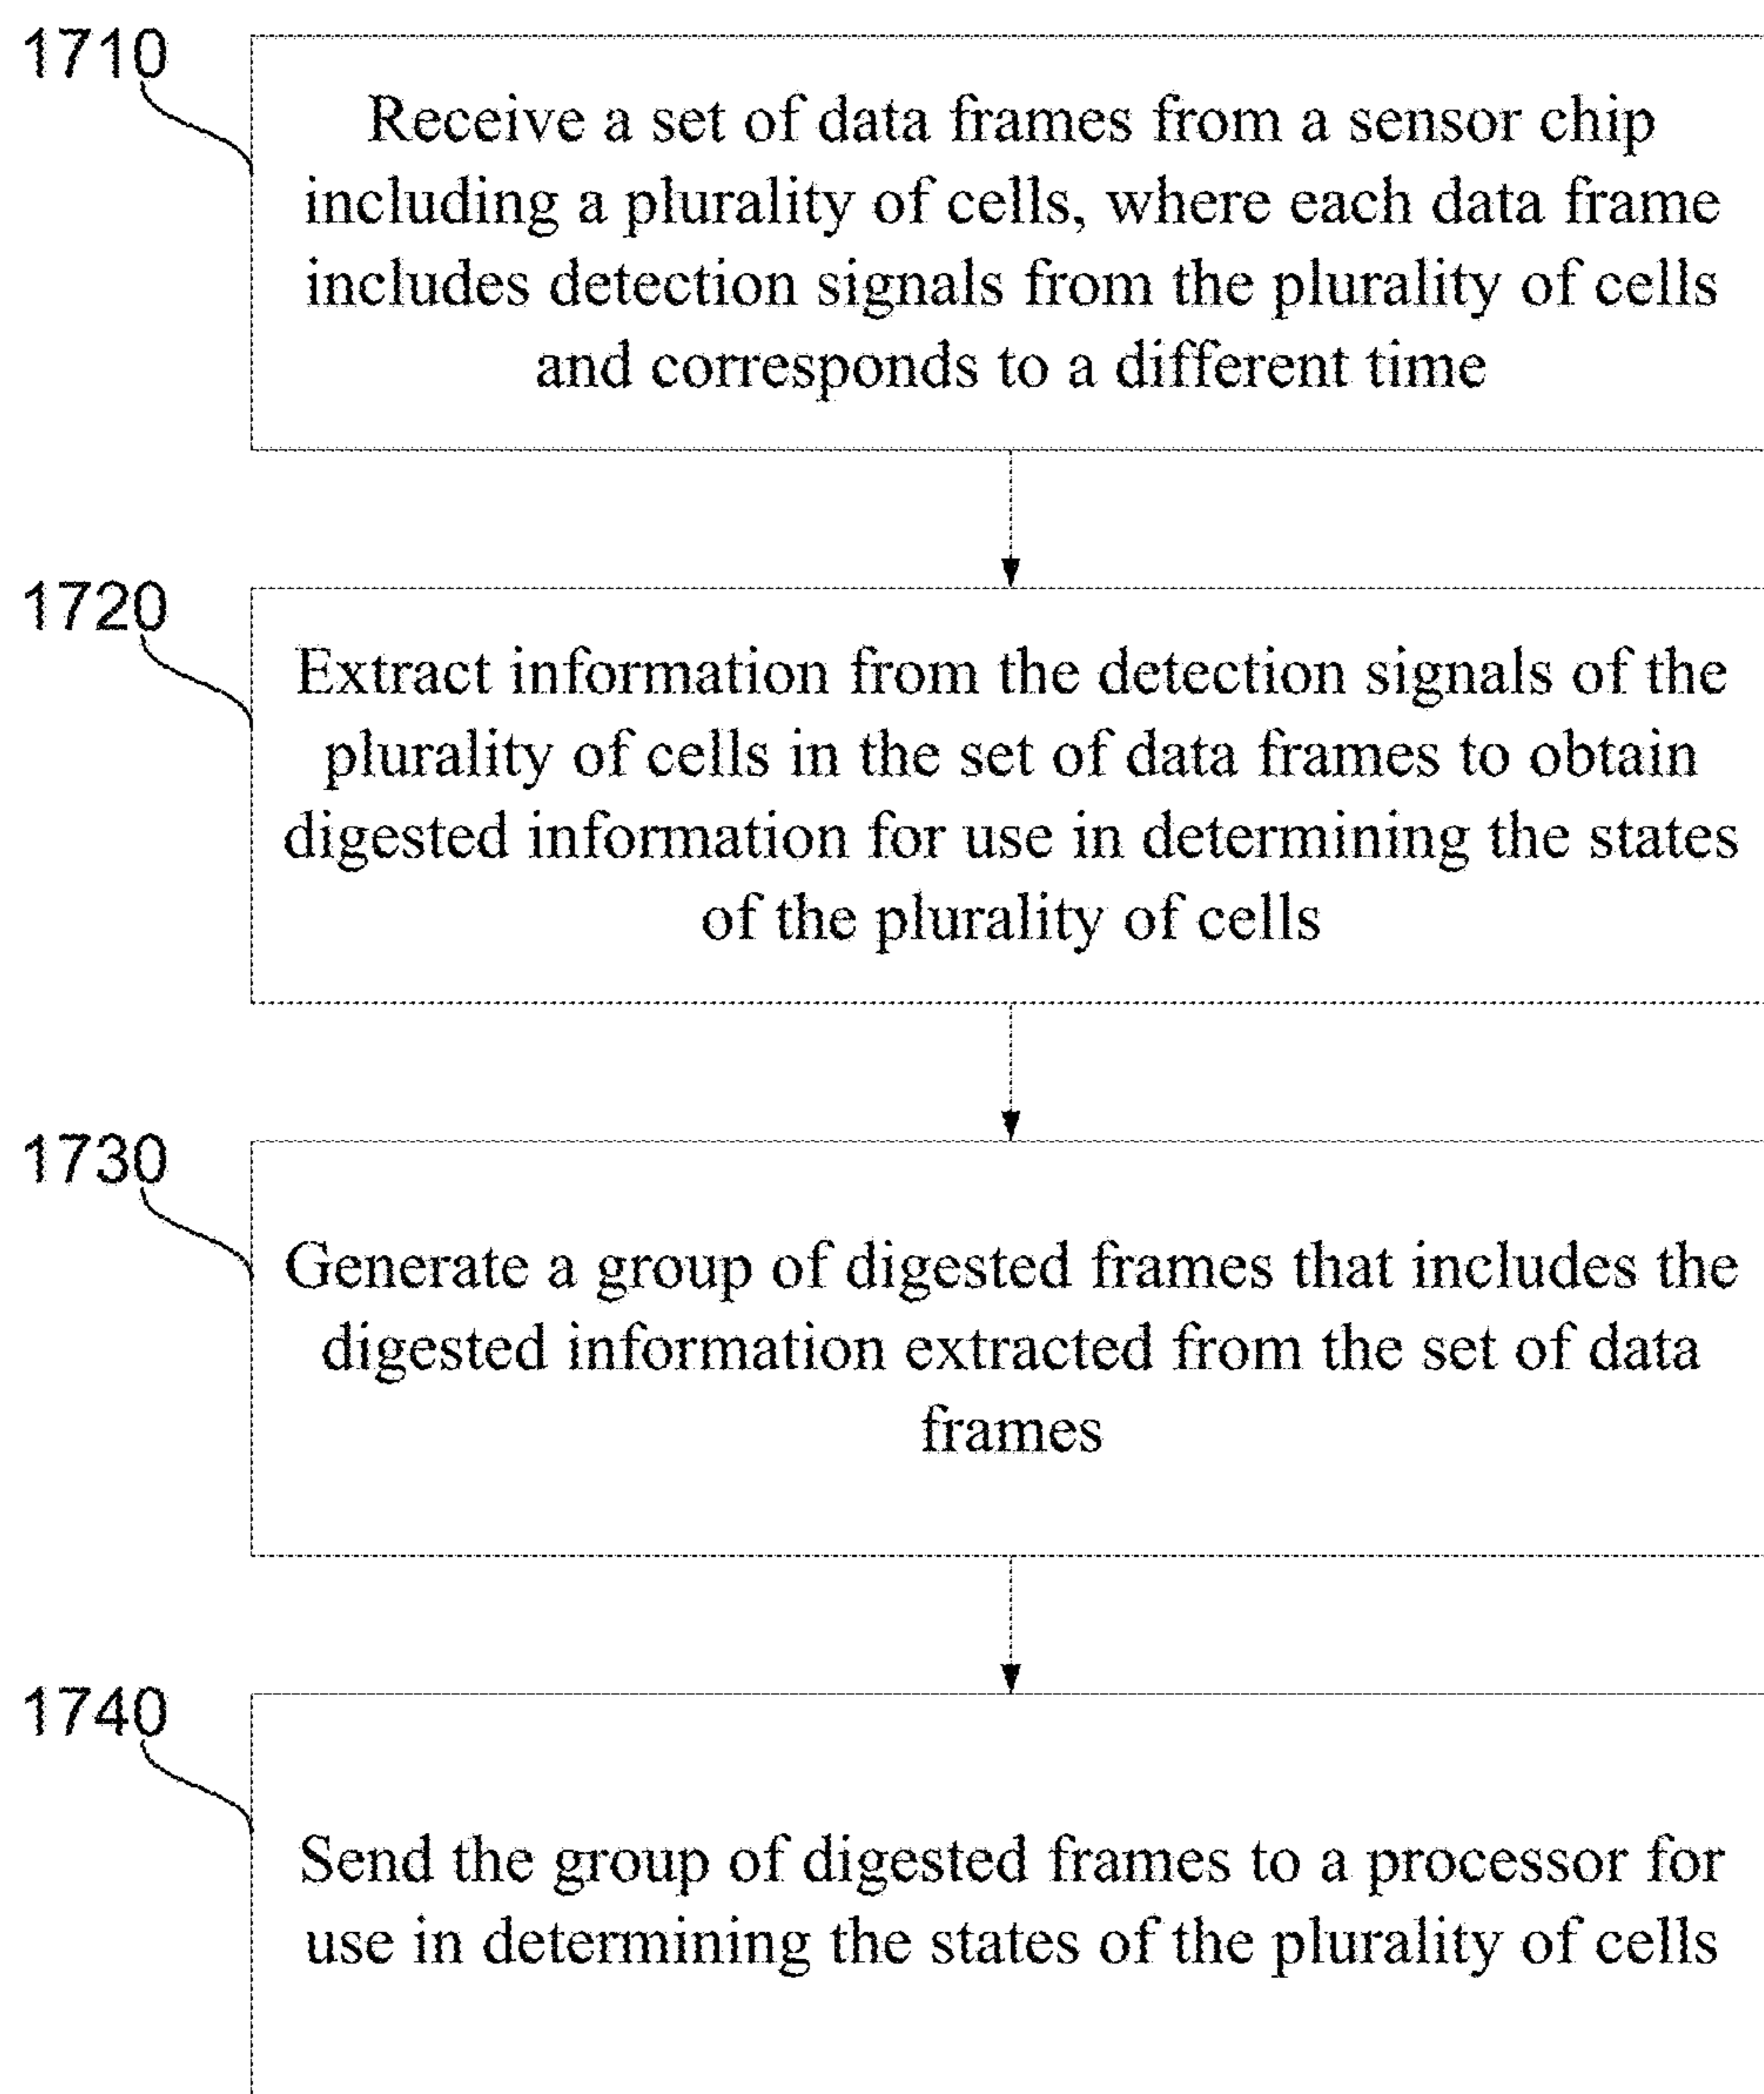 1710
Receive a set of data frames from a sensor chip
including a plurality of cells, where each data frame
includes detection signals from the plurality of cells
and corresponds to a different time
1720
Extract information from the detection signals of the
plurality of cells in the set of data frames to obtain
digested information for use in determining the states
of the plurality of cells
1730
Generate a group of digested frames that includes the
digested information extracted from the set of data
frames
1740
Send the group of digested frames to a processor for
use in determining the states of the plurality of cells